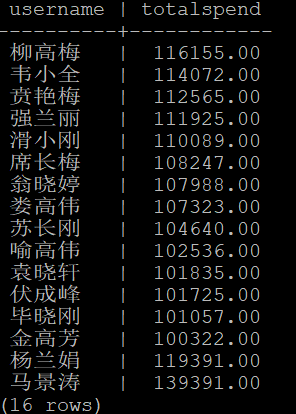 username | totalspend
----------+------------
柳高梅 | 116155.00
韦小全 | 114072.00
贲艳梅 | 112565.00
强兰丽 | 111925.00
滑小刚 | 110089.00
席长梅 | 108247.00
翁晓婷 | 107988.00
娄高伟 | 107323.00
苏长刚 | 104640.00
喻高伟 | 102536.00
袁晓轩 | 101835.00
伏成峰 | 101725.00
毕晓刚 | 101057.00
金高芳 | 100322.00
杨兰娟 | 119391.00
马景涛 | 139391.00
(16 rows)